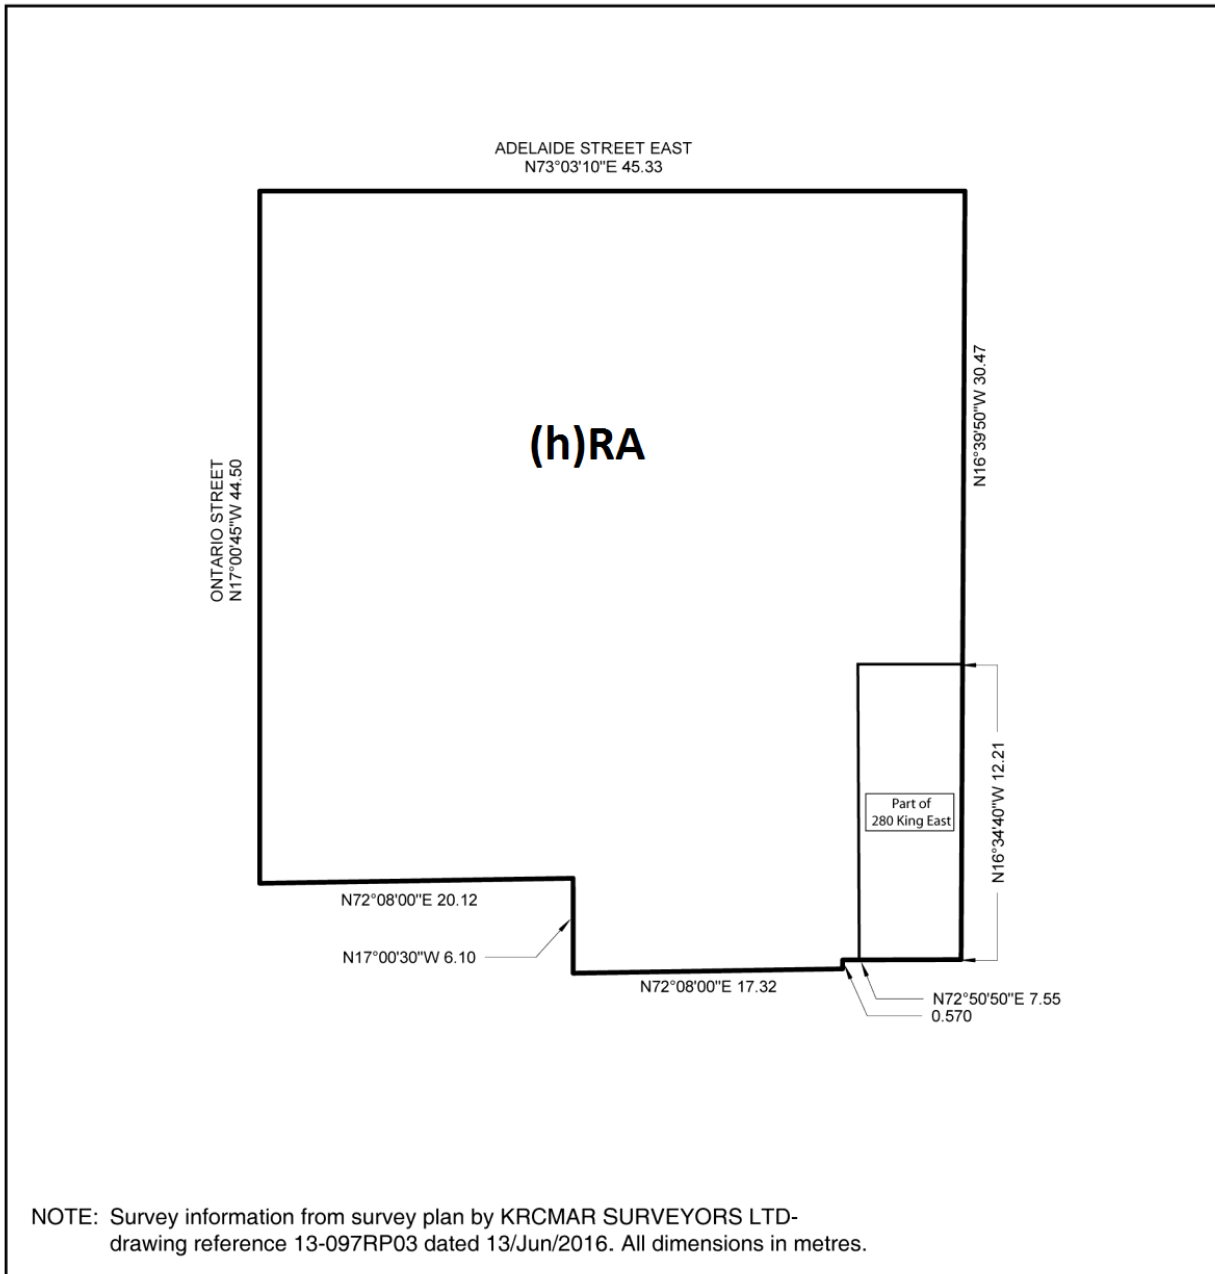 ADELAIDE STREET EAST
N73°03'10"E 45.33
N16°39'50"W 30.47
(h)RA
ONTARIO STREET
N17°00'45"W 44.50
N16°34'40"W 12.21
Part of
280 King East
N72°08'00"E 20.12
N17°00'30"W 6.10
N72°08'00"E 17.32
N72°50'50"E 7.55
0.570
NOTE: Survey information from survey plan by KRCMAR SURVEYORS LTD-
drawing reference 13-097RP03 dated 13/Jun/2016. All dimensions in metres.